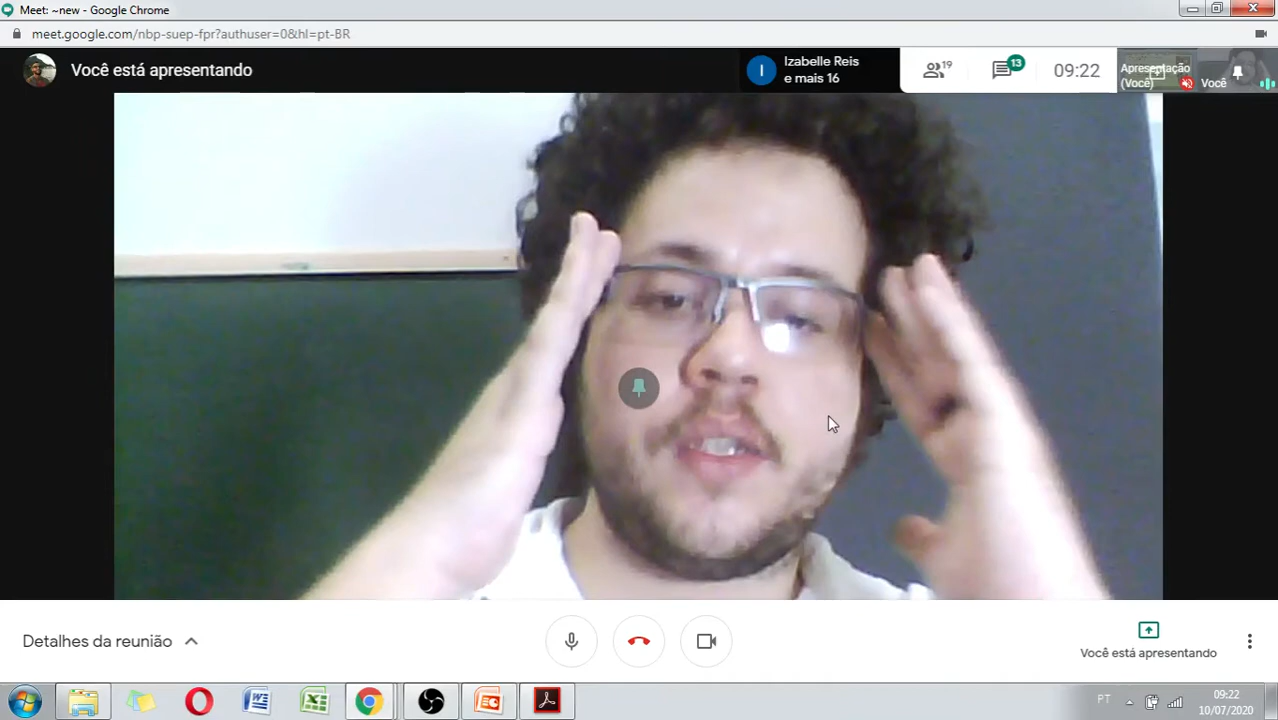 Meet: ~new - Google Chrome
meet.google.com/nbp-suep-fpr?authuser=0&hl=pt-BR
Você está apresentando
I
Izabelle Reis
e mais 16
19
13
09:22
Apresentação
(Você)
Você
Detalhes da reunião
Você está apresentando
PT
09:22
10/07/2020